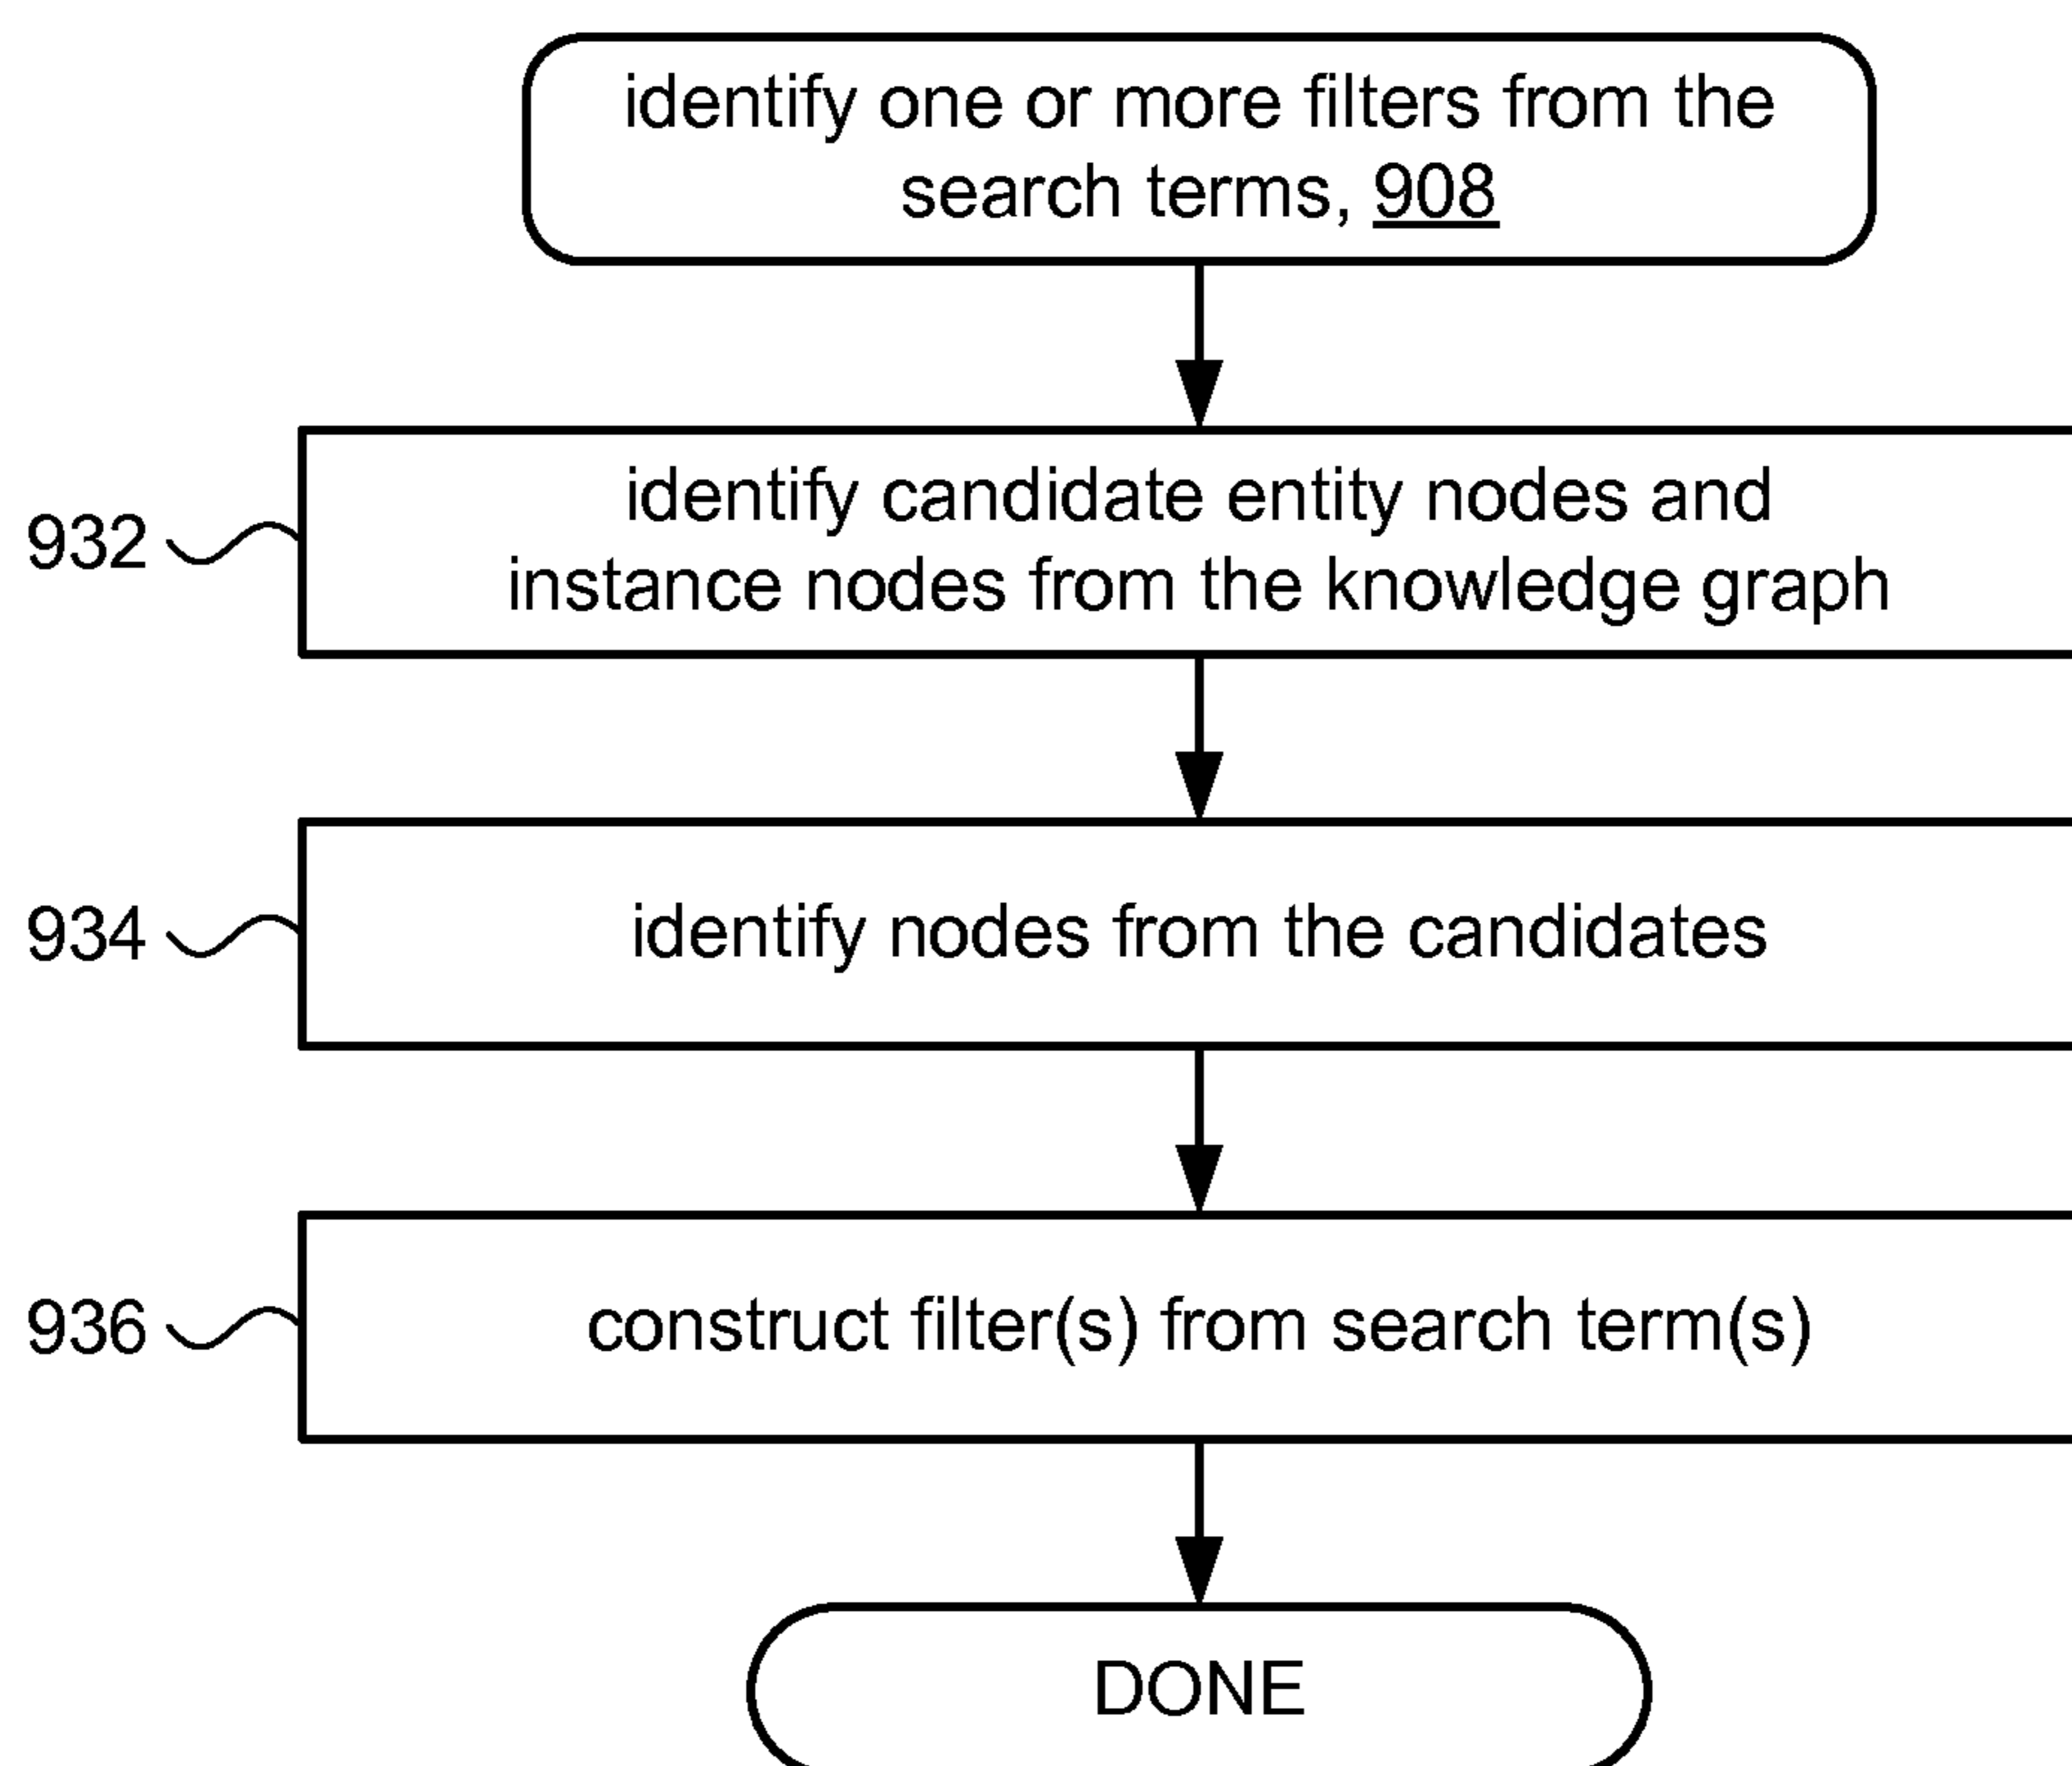 identify one or more filters from the
search terms, 908
932
identify candidate entity nodes and
instance nodes from the knowledge graph
934
identify nodes from the candidates
936
construct filter(s) from search term(s)
DONE